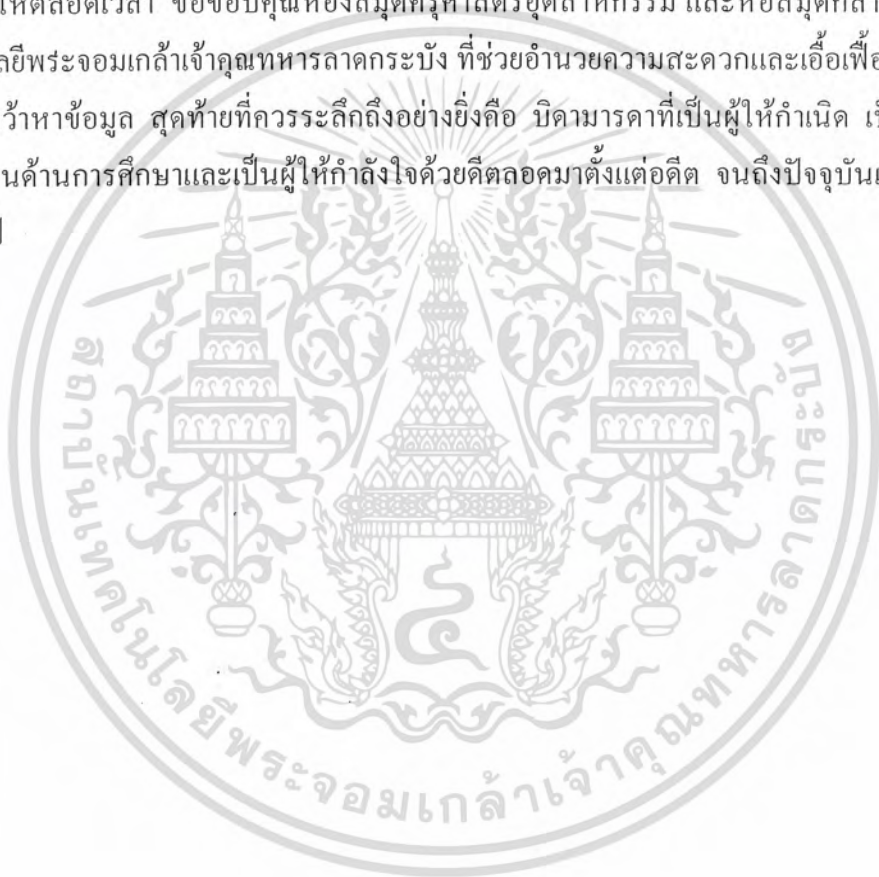 ให้ตลอดเวลา ขอขอบคุณห้องสมุดครุศาสตร์อุตสาหกรรม และหอสมุดกลา
ลยีพระจอมเกล้าเจ้าคุณทหารลาดกระบัง ที่ช่วยอำนวยความสะดวกและเอื้อเฟื้อ
ว้าหาข้อมูล สุดท้ายที่ควรระลึกถึงอย่างยิ่งคือ บิดามารดาที่เป็นผู้ให้กำเนิด
นด้านการศึกษาและเป็นผู้ให้กำลังใจด้วยดีตลอดมาตั้งแต่อดีต จนถึงปัจจุบัน
สถาบันเทคโนโลยีพระจอมเกล้าเจ้าคุณทหารลาดกระบัง